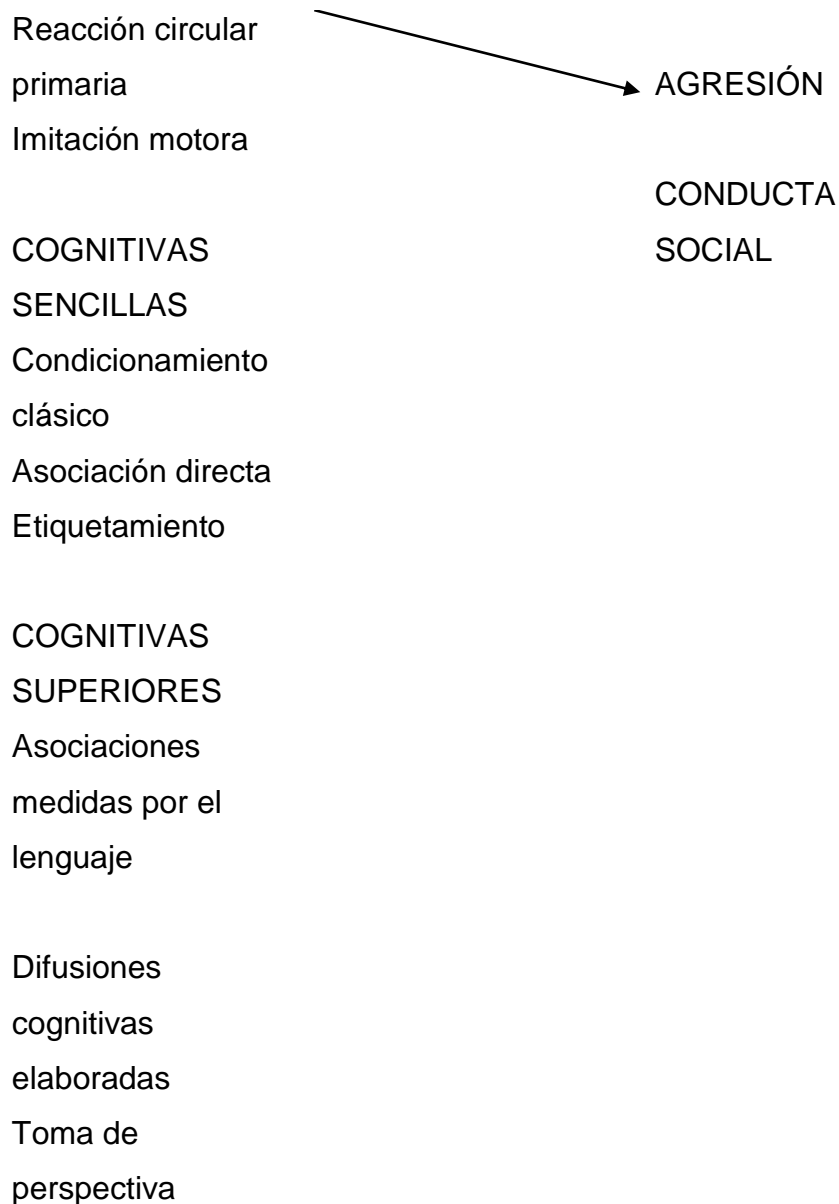 Reacción circular
primaria
Imitación motora
COGNITIVAS
SENCILLAS
Condicionamiento
clásico
Asociación directa
Etiquetamiento
COGNITIVAS
SUPERIORES
Asociaciones
medidas por el
lenguaje
Difusiones
cognitivas
elaboradas
Toma de
perspectiva
AGRESIÓN
CONDUCTA
SOCIAL